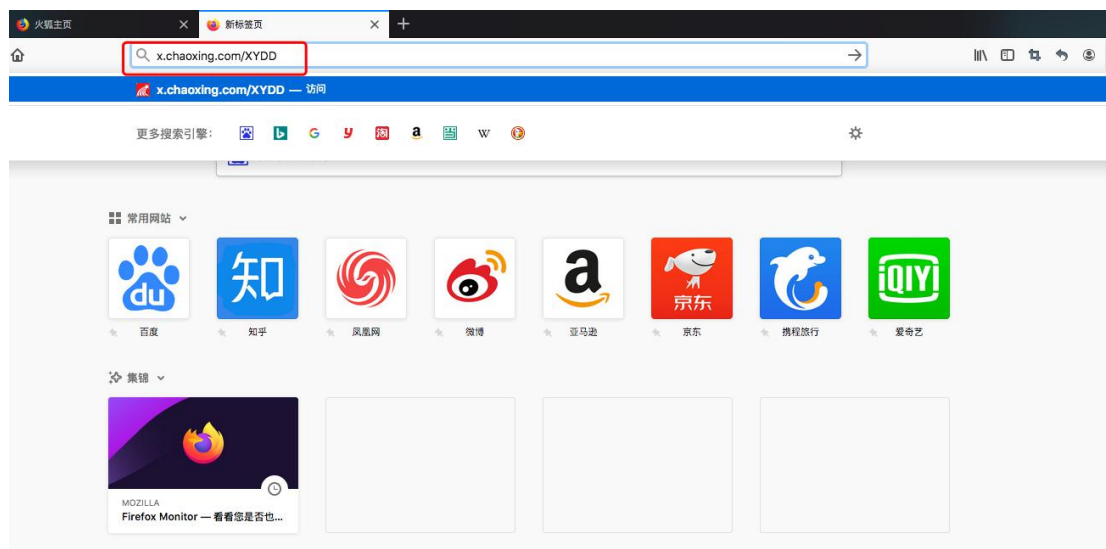 火狐主页
新标签页
x.chaoxing.com/XYDD
x.chaoxing.com/XYDD — 访问
更多搜索引擎:
常用网站
du
知
a
京东
iQIYI
百度
知乎
凤凰网
微博
亚马逊
京东
携程旅行
爱奇艺
集锦
MOZILLA
Firefox Monitor — 看看您是否也...